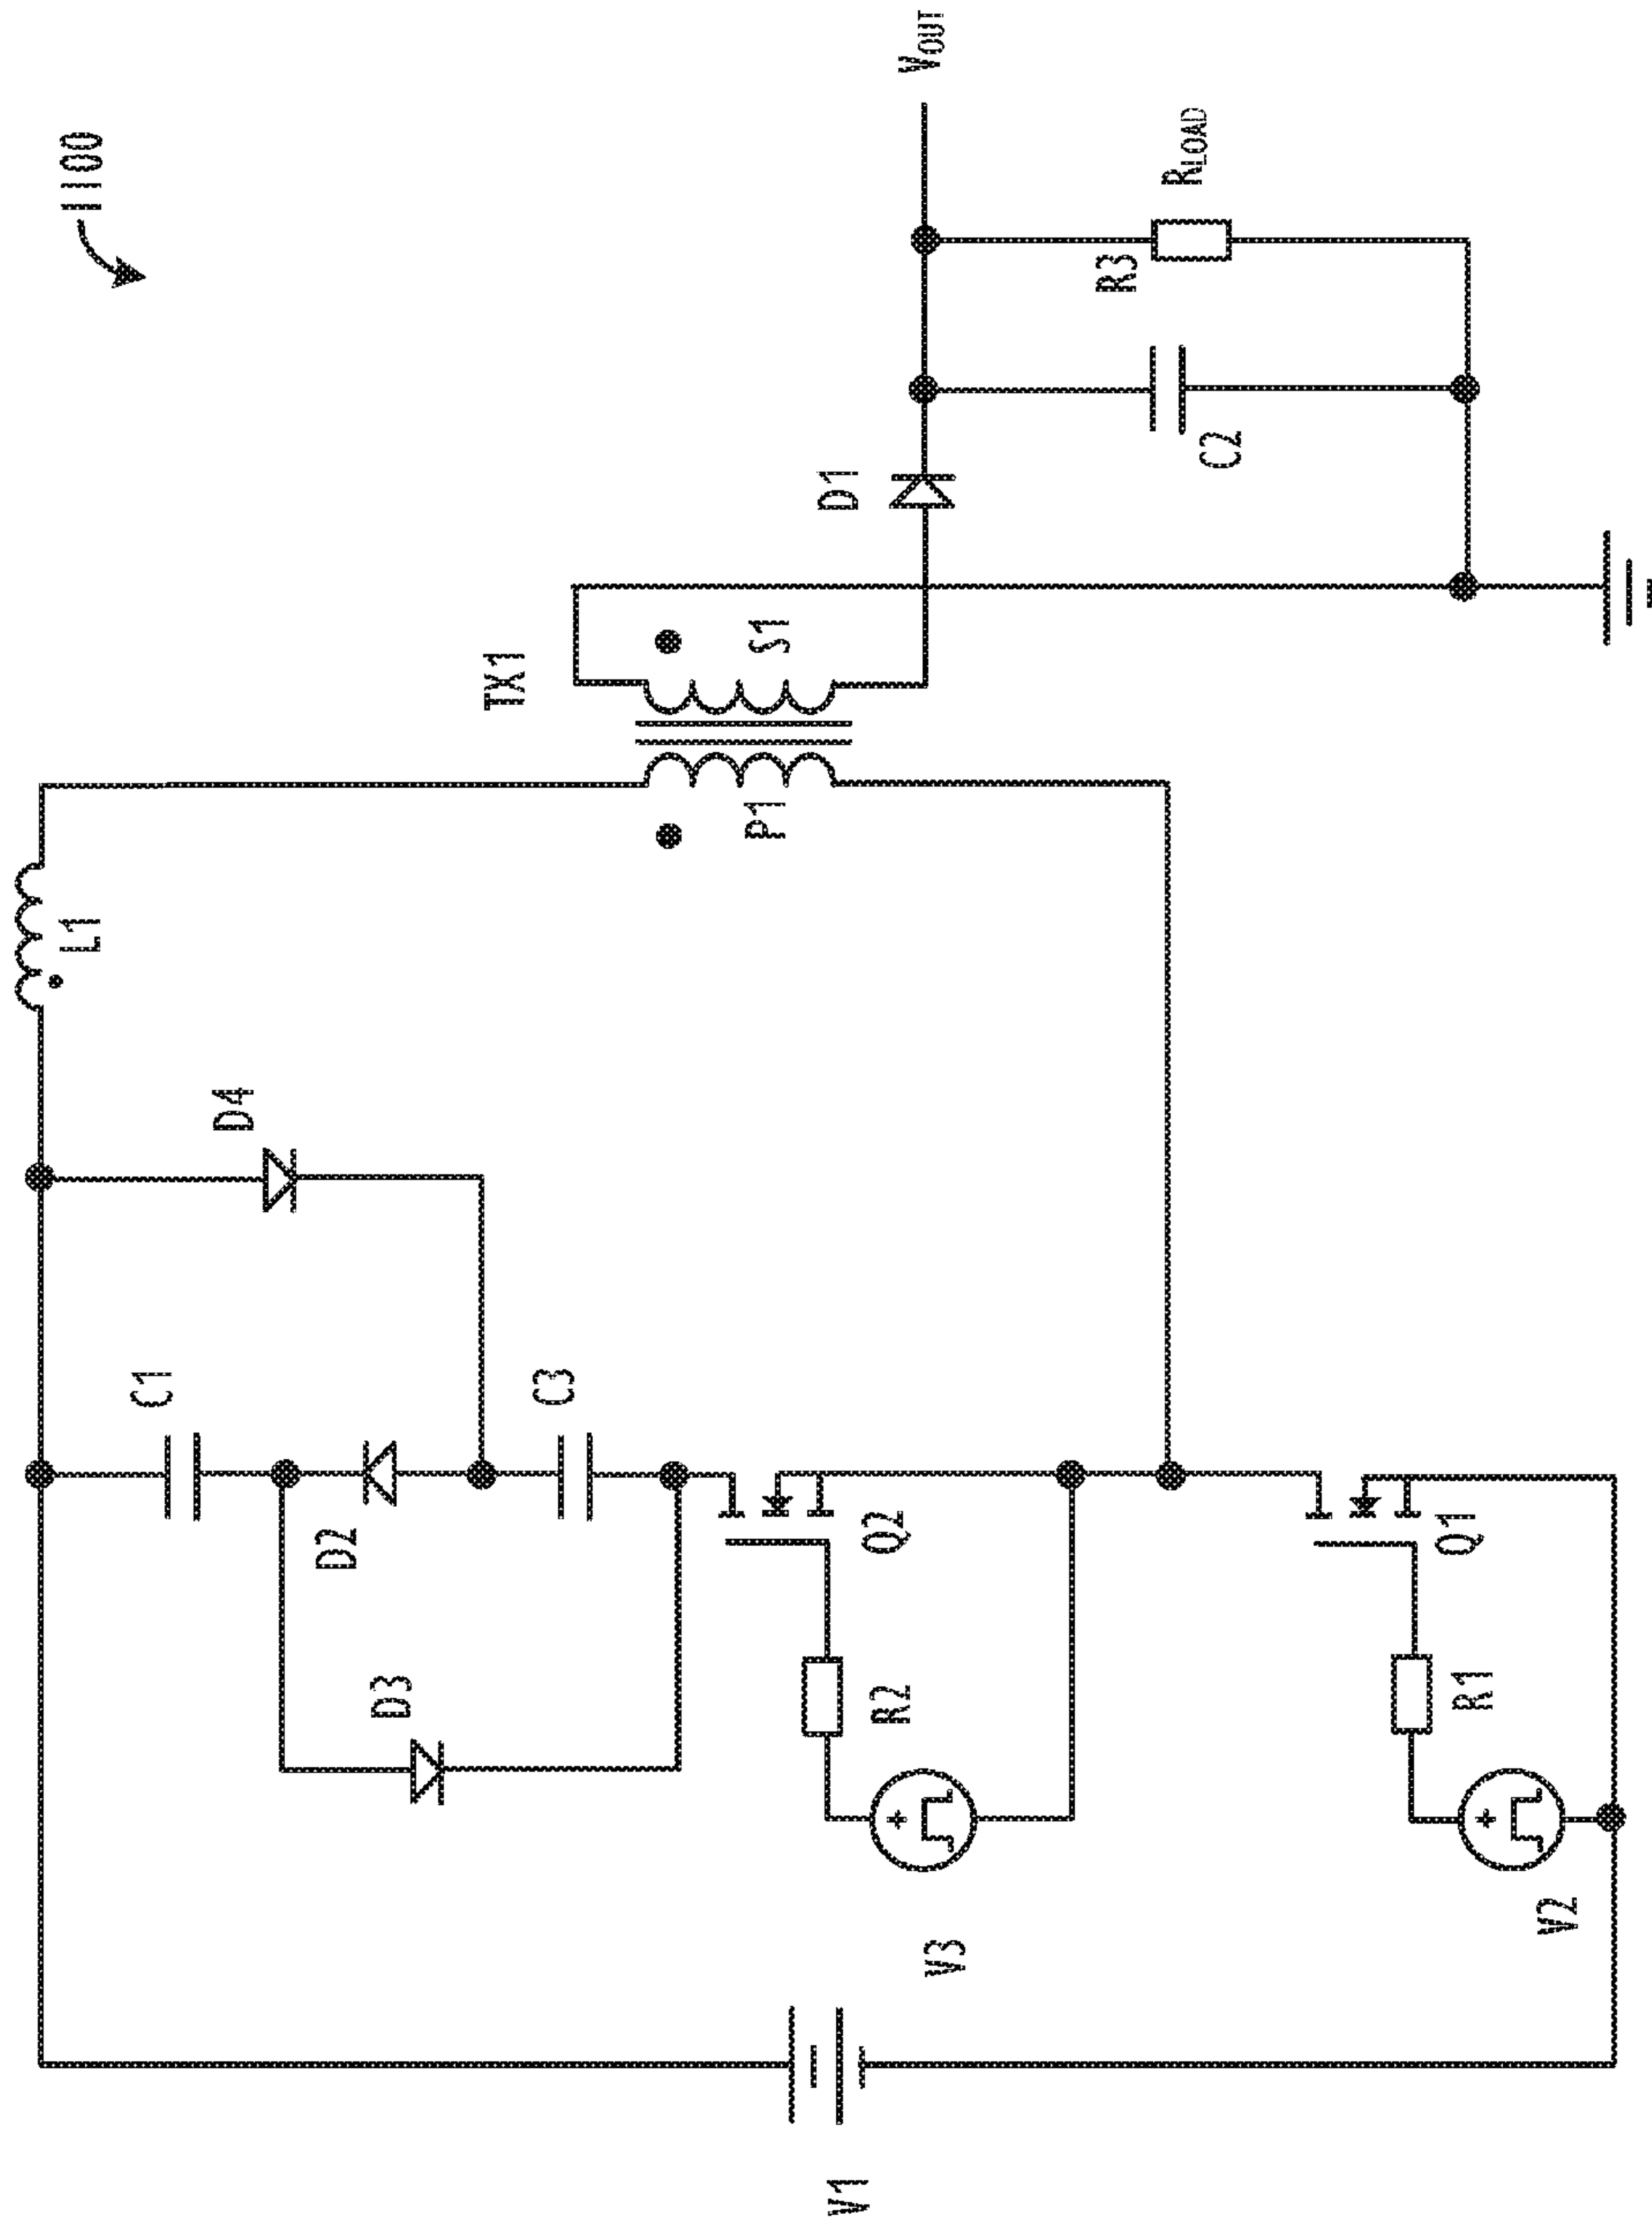 1100
TX1
L1
P1
S1
D1
VOUT
C2
R3
RLOAD
D4
C1
D2
D3
C3
Q2
R2
V3
+
Q1
R1
V2
+
V1